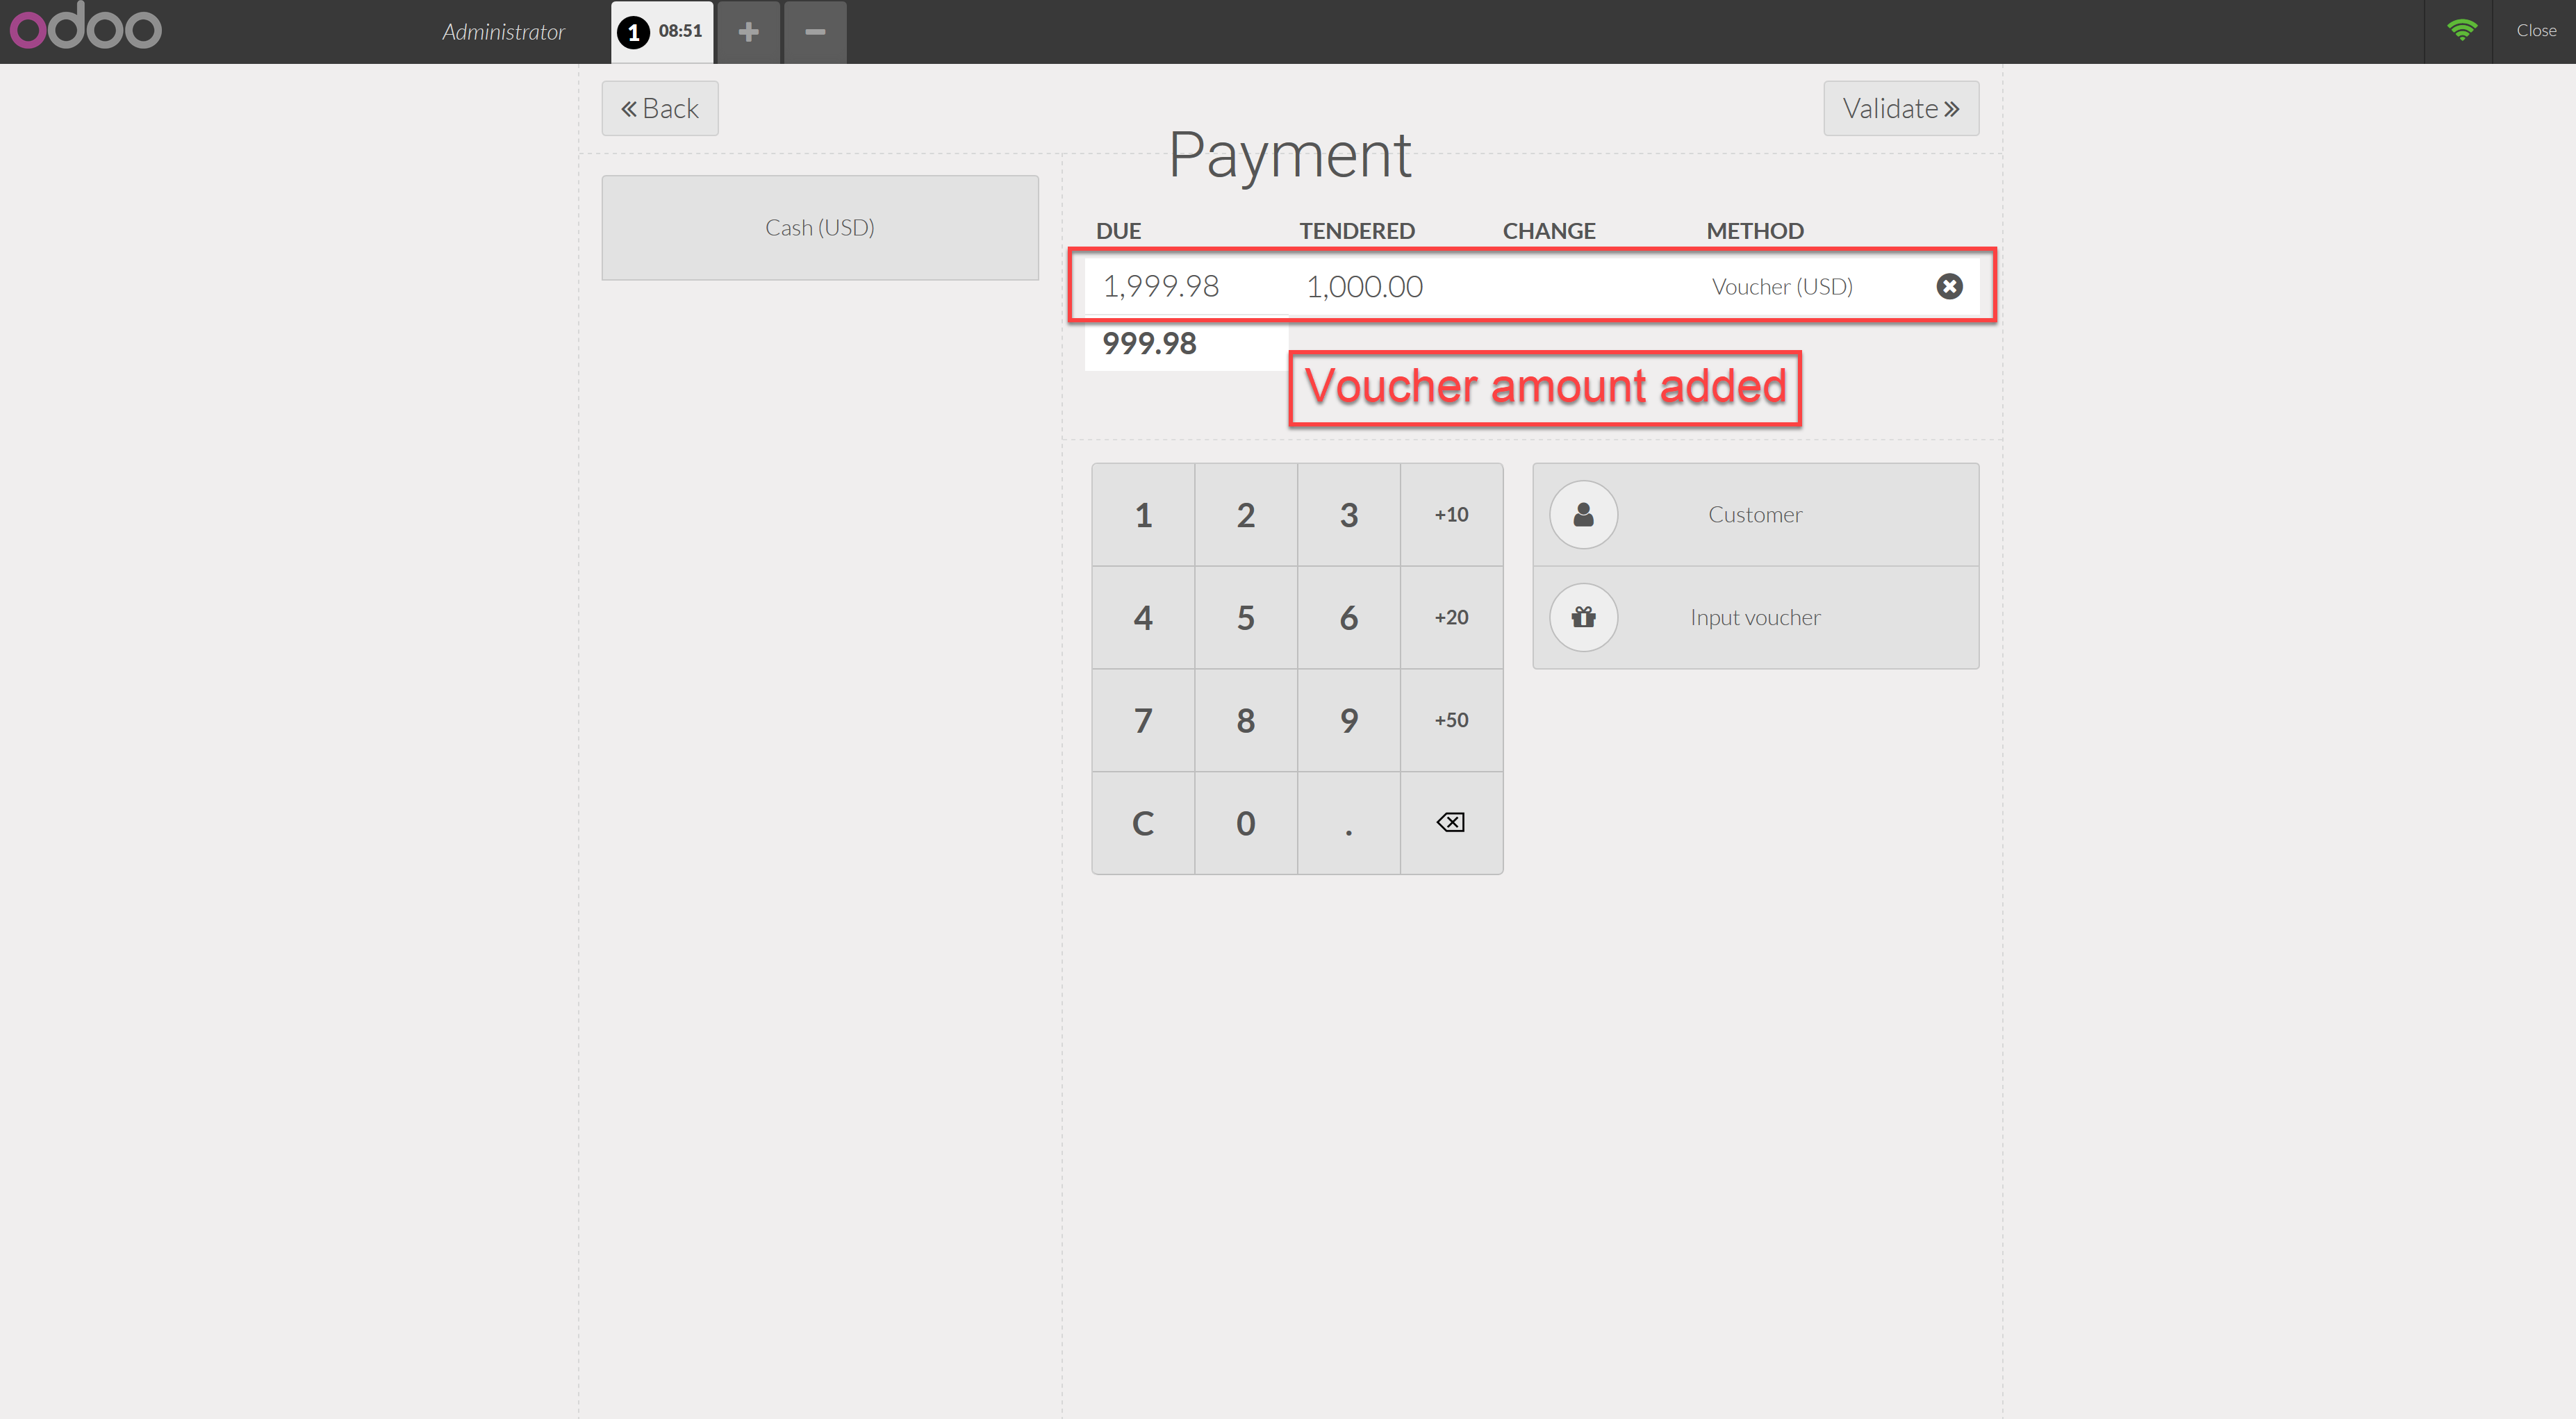 odoo Administrator 1 08:51 Close
Back Validate
Payment
Cash (USD)
DUE TENDERED CHANGE METHOD
1,999.98 1,000.00 Voucher (USD)
999.98
Voucher amount added
1 2 3 +10 Customer
4 5 6 +20 Input voucher
7 8 9 +50
C 0 .